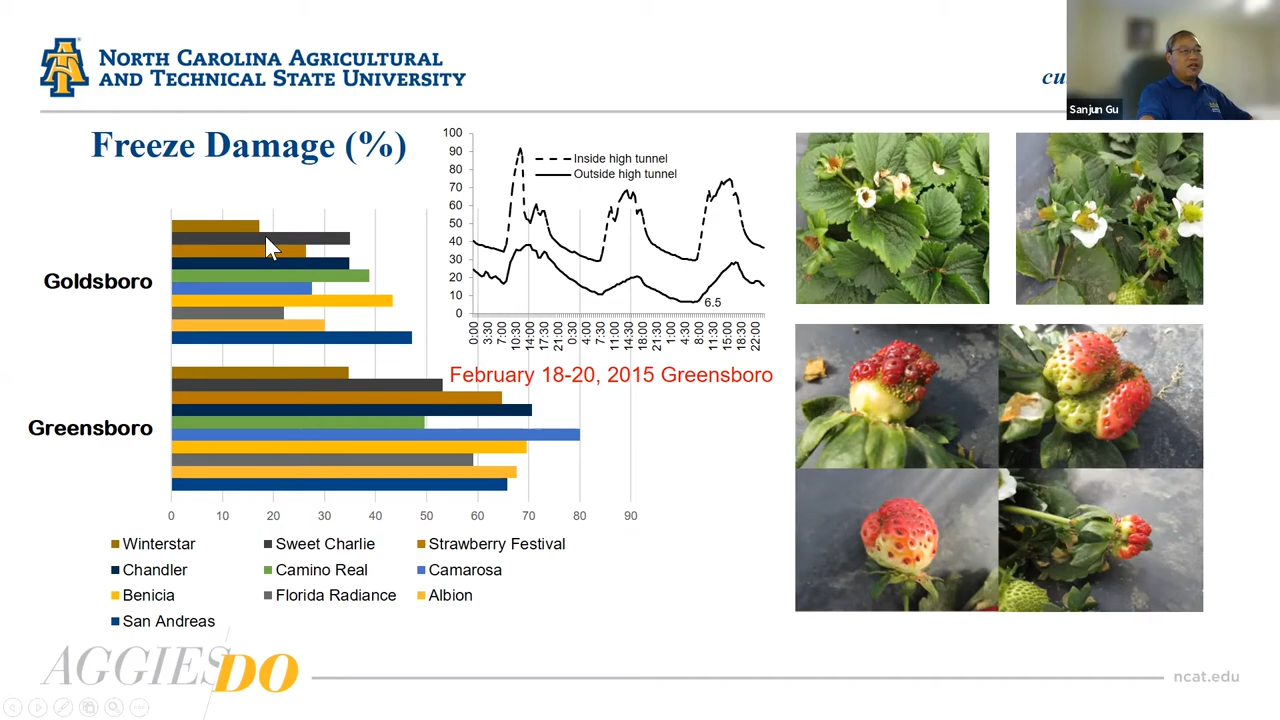 NORTH CAROLINA AGRICULTURAL
AND TECHNICAL STATE UNIVERSITY
Sanjun Gu
Freeze Damage (%)
100
90
80
70
60
50
40
30
20
10
0
Inside high tunnel
Outside high tunnel
6.5
0:00 3:30 7:00 10:30 14:00 17:30 21:00 0:30 4:00 7:30 11:00 14:30 18:00 21:30 1:00 4:30 8:00 11:30 15:00 18:30 22:00
February 18-20, 2015 Greensboro
Goldsboro
Greensboro
0 10 20 30 40 50 60 70 80 90
Winterstar Sweet Charlie Strawberry Festival
Chandler Camino Real Camarosa
Benicia Florida Radiance Albion
San Andreas
AGGIES DO
ncat.edu